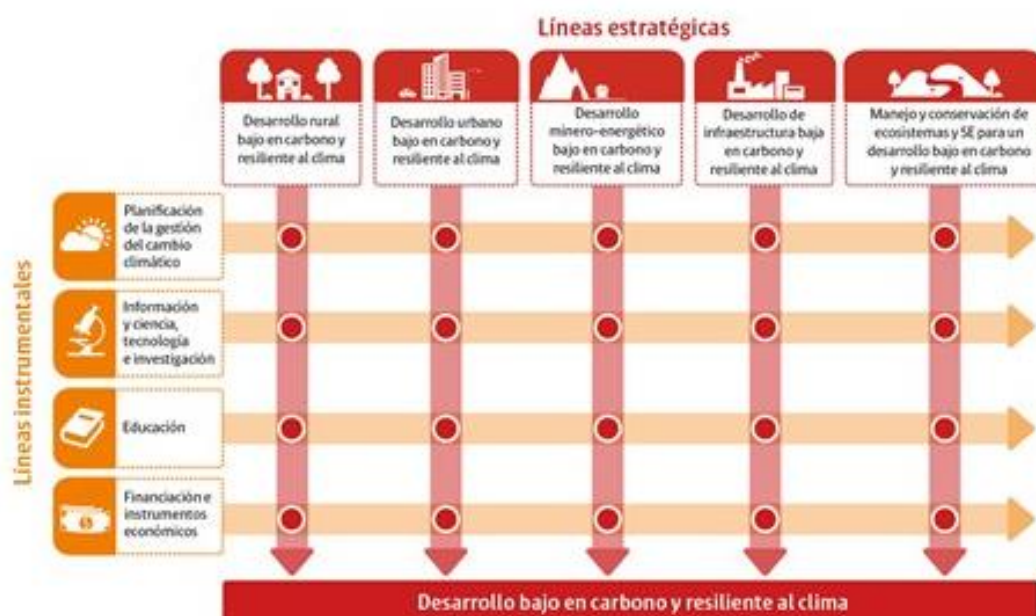 Líneas estratégicas
Desarrollo rural
bajo en carbono y
resiliente al clima
Desarrollo urbano
bajo en carbono y
resiliente al clima
Desarrollo
minero-energético
bajo en carbono y
resiliente al clima
Desarrollo de
infraestructura baja
en carbono y
resiliente al clima
Manejo y conservación de
ecosistemas y SE para un
desarrollo bajo en carbono
y resiliente al clima
Líneas instrumentales
Planificación
de la gestión
del cambio
climático
Información
y ciencia,
tecnología
e investigación
Educación
Financiación e
instrumentos
económicos
$
Desarrollo bajo en carbono y resiliente al clima